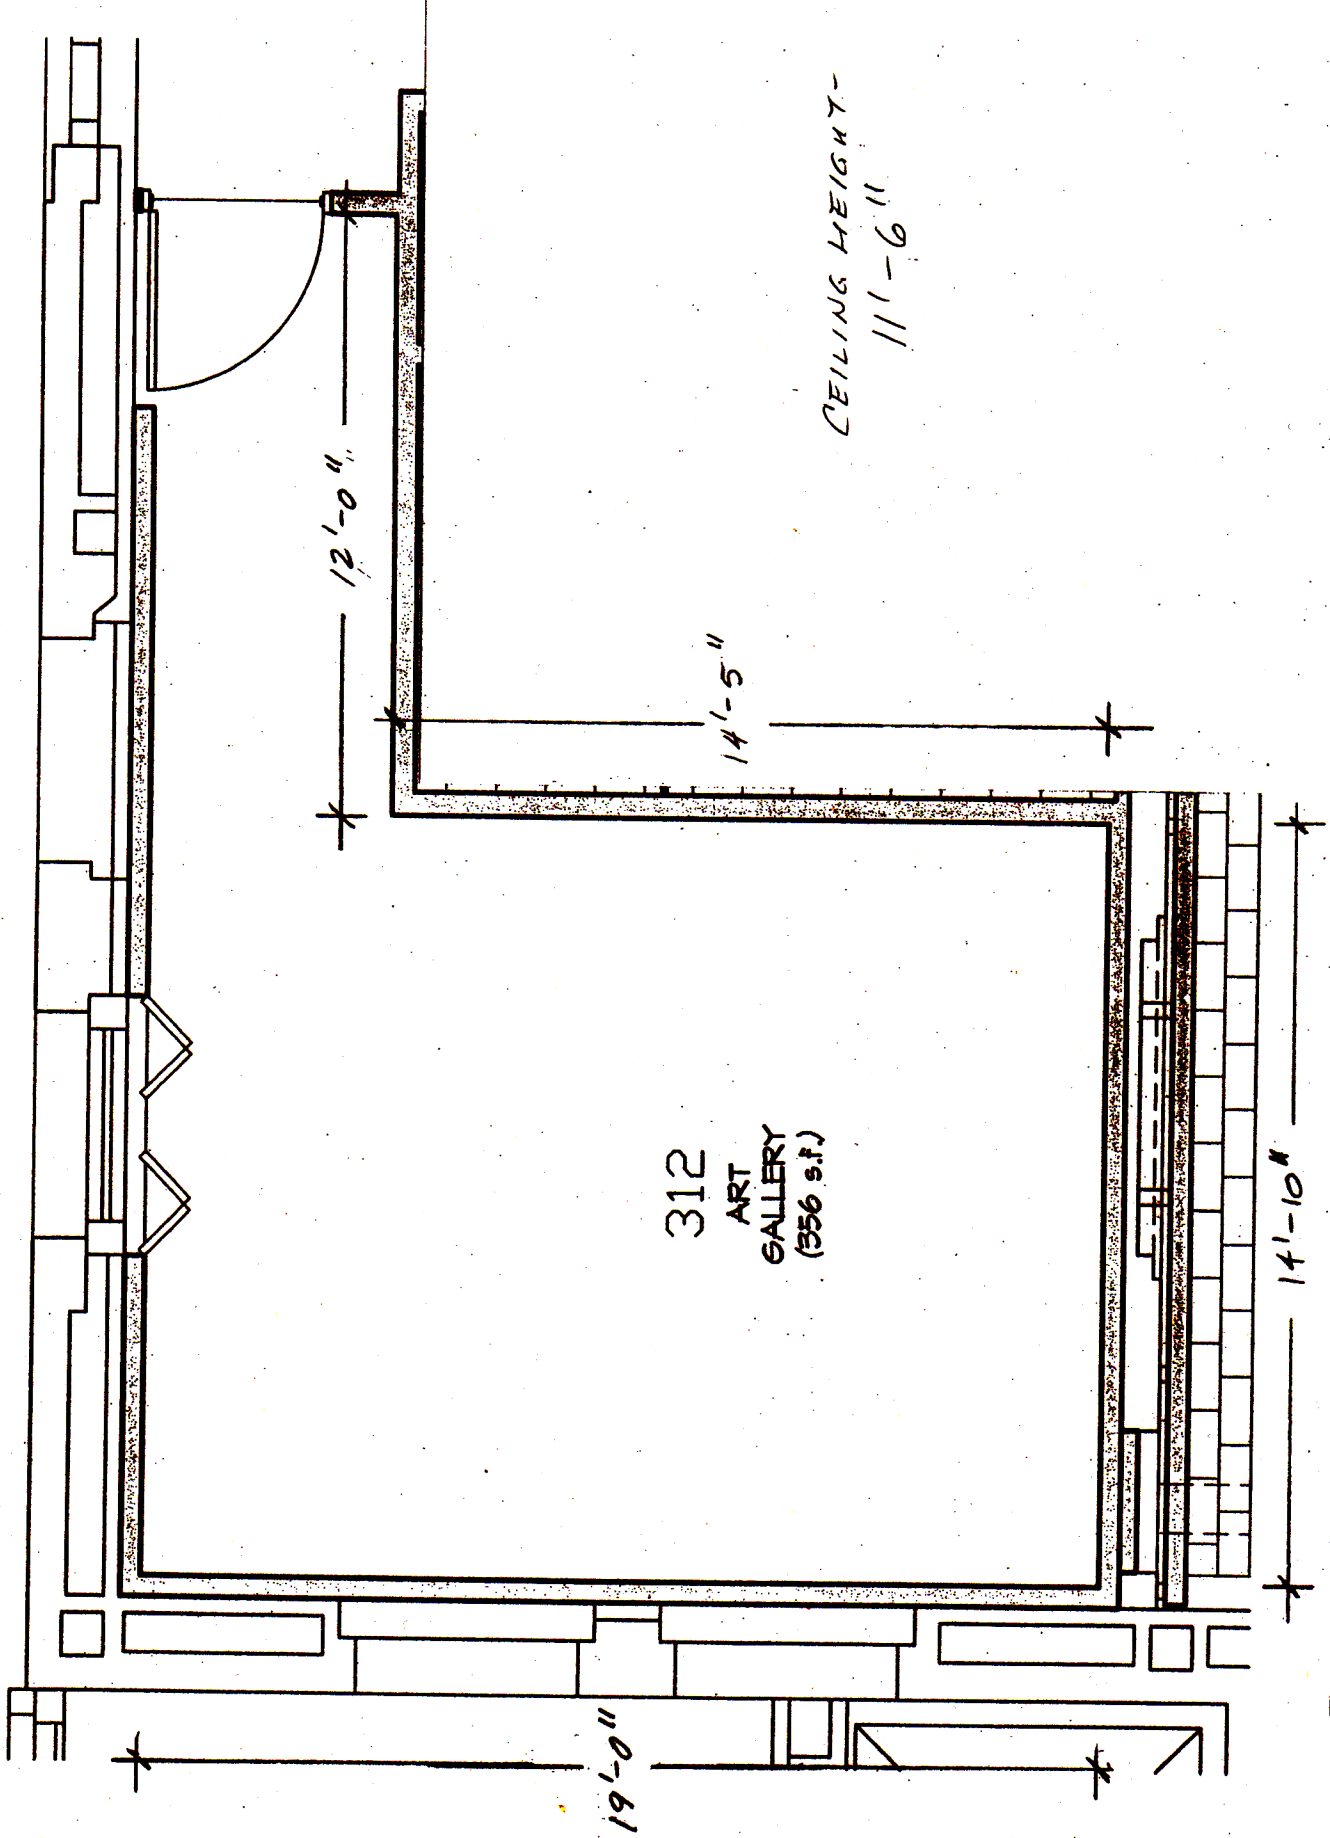 CEILING HEIGHT-
11'-6"
12'-0"
14'-5"
312
ART
GALLERY
(356 s.f.)
14'-10"
19'-0"